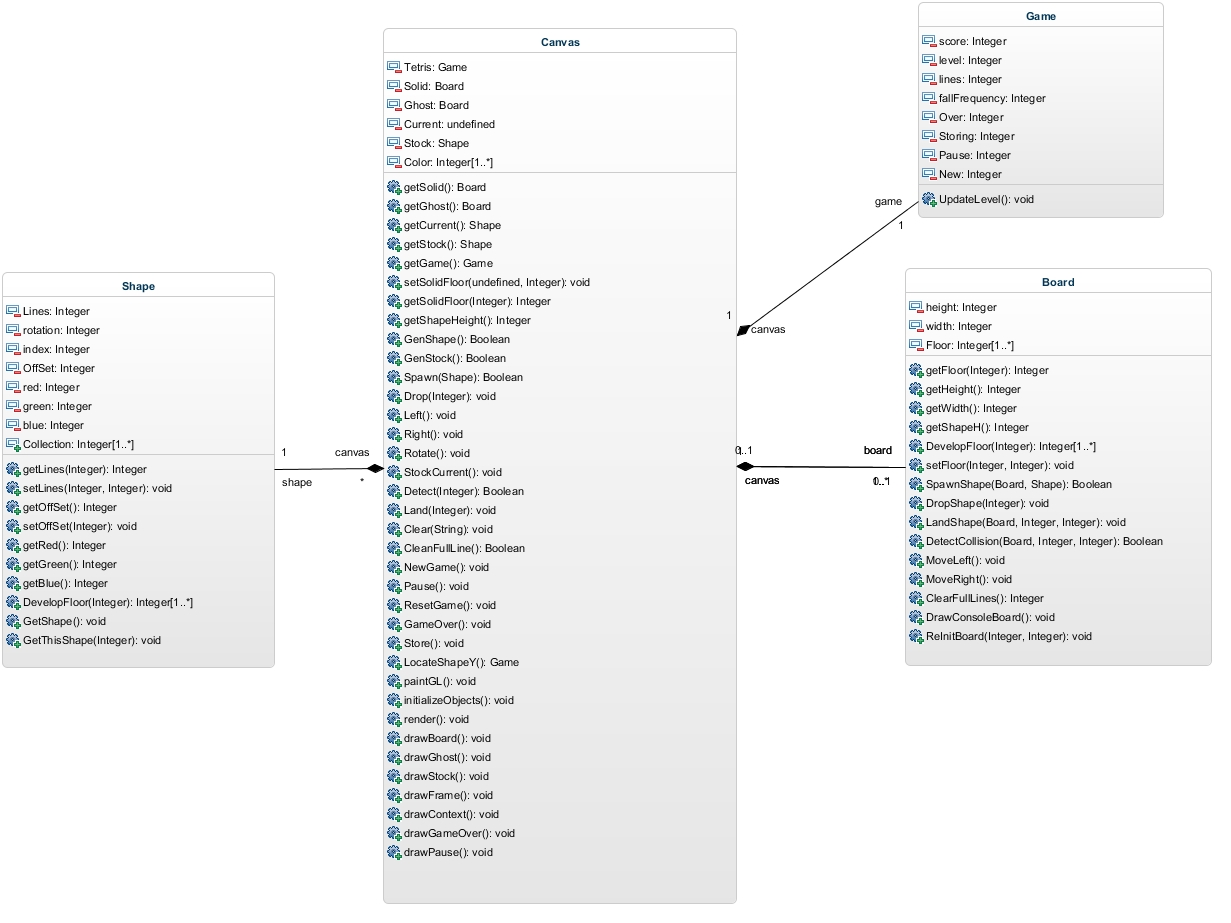 Shape
Lines: Integer
rotation: Integer
index: Integer
OffSet: Integer
red: Integer
green: Integer
blue: Integer
Collection: Integer[1..*]
getLines(Integer): Integer
setLines(Integer, Integer): void
getOffSet(): Integer
setOffSet(Integer): void
getRed(): Integer
getGreen(): Integer
getBlue(): Integer
DevelopFloor(Integer): Integer[1..*]
GetShape(): void
GetThisShape(Integer): void
1
canvas
shape
*
Canvas
Tetris: Game
Solid: Board
Ghost: Board
Current: undefined
Stock: Shape
Color: Integer[1..*]
getSolid(): Board
getGhost(): Board
getCurrent(): Shape
getStock(): Shape
getGame(): Game
setSolidFloor(undefined, Integer): void
getSolidFloor(Integer): Integer
getShapeHeight(): Integer
GenShape(): Boolean
GenStock(): Boolean
Spawn(Shape): Boolean
Drop(Integer): void
Left(): void
Right(): void
Rotate(): void
StockCurrent(): void
Detect(Integer): Boolean
Land(Integer): void
Clear(String): void
CleanFullLine(): Boolean
NewGame(): void
Pause(): void
ResetGame(): void
GameOver(): void
Store(): void
LocateShapeY(): Game
paintGL(): void
initializeObjects(): void
render(): void
drawBoard(): void
drawGhost(): void
drawStock(): void
drawFrame(): void
drawContext(): void
drawGameOver(): void
drawPause(): void
game
1
1
canvas
board
canvas
Game
score: Integer
level: Integer
lines: Integer
fallFrequency: Integer
Over: Integer
Storing: Integer
Pause: Integer
New: Integer
UpdateLevel(): void
Board
height: Integer
width: Integer
Floor: Integer[1..*]
getFloor(Integer): Integer
getHeight(): Integer
getWidth(): Integer
getShapeH(): Integer
DevelopFloor(Integer): Integer[1..*]
setFloor(Integer, Integer): void
SpawnShape(Board, Shape): Boolean
DropShape(Integer): void
LandShape(Board, Integer, Integer): void
DetectCollision(Board, Integer, Integer): Boolean
MoveLeft(): void
MoveRight(): void
ClearFullLines(): Integer
DrawConsoleBoard(): void
ReInitBoard(Integer, Integer): void